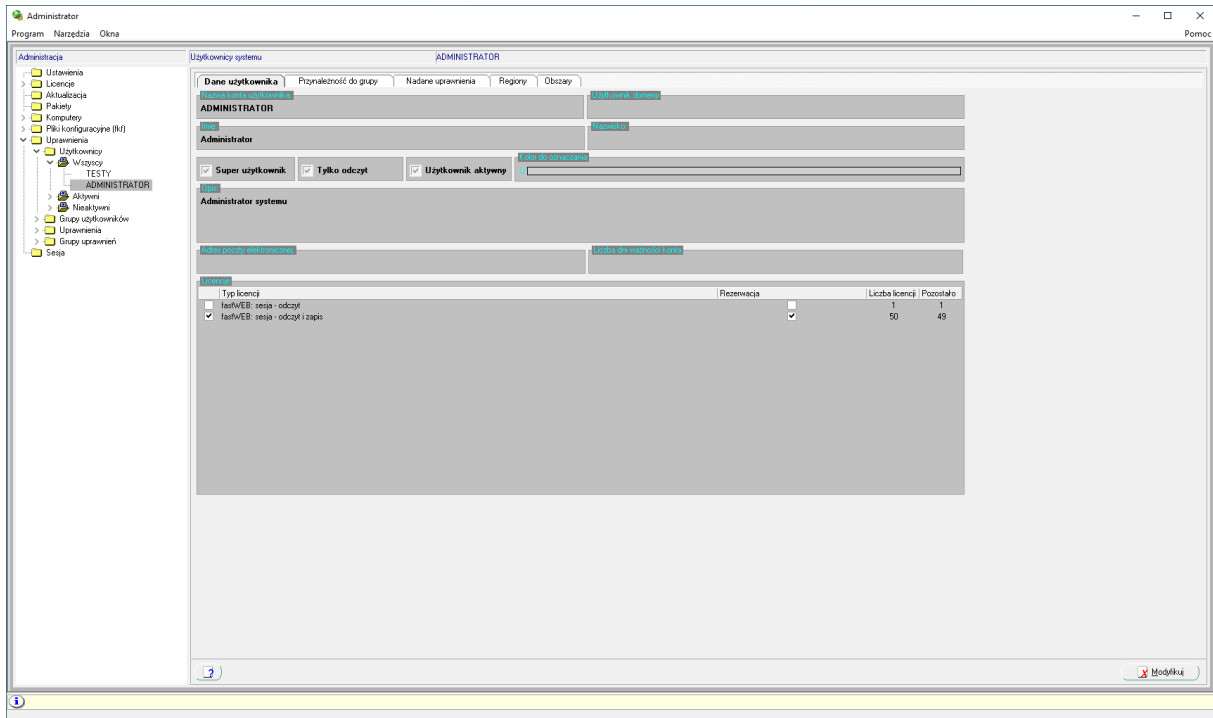 Administrator
Program Narzędzia Okna Pomoc
Administracja
Ustawienia
Licencje
Aktualizacja
Pakiety
Komputery
Pliki konfiguracyjne (fkf)
Uprawnienia
Użytkownicy
Wszyscy
TESTY
ADMINISTRATOR
Aktywni
Nieaktywni
Grupy użytkowników
Uprawnienia
Grupy uprawnień
Sesja
Użytkownicy systemu ADMINISTRATOR
Dane użytkownika Przynależność do grupy Nadane uprawnienia Regiony Obszary
Nazwa konta użytkownika Użytkownik domeny
ADMINISTRATOR
Imię Nazwisko
Administrator
Kolor do oznaczania
Super użytkownik Tylko odczyt Użytkownik aktywny
Opis
Administrator systemu
Adres poczty elektronicznej Liczba dni ważności konta
Licencje
Typ licencji Rezerwacja Liczba licencji Pozostało
fastWEB: sesja - odczyt 1 1
fastWEB: sesja - odczyt i zapis 50 49
Modyfikuj